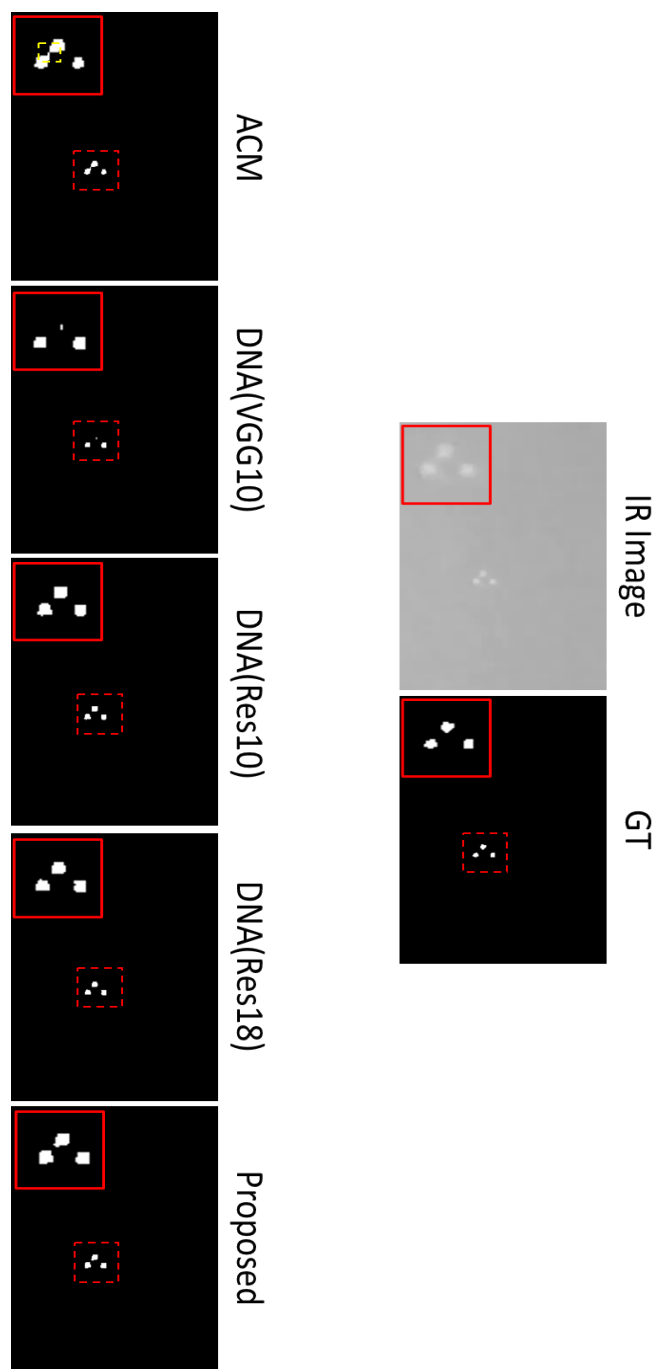 IR Image
GT
ACM
DNA(VGG10)
DNA(Res10)
DNA(Res18)
Proposed